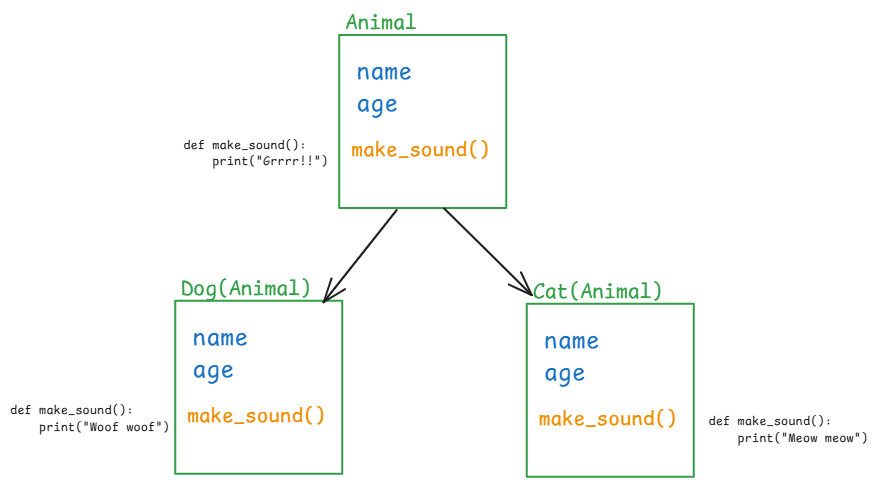 Animal
name
age
make_sound()
def make_sound():
    print("Grrrr!!")
Dog(Animal)
name
age
make_sound()
def make_sound():
    print("Woof woof")
Cat(Animal)
name
age
make_sound()
def make_sound():
    print("Meow meow")